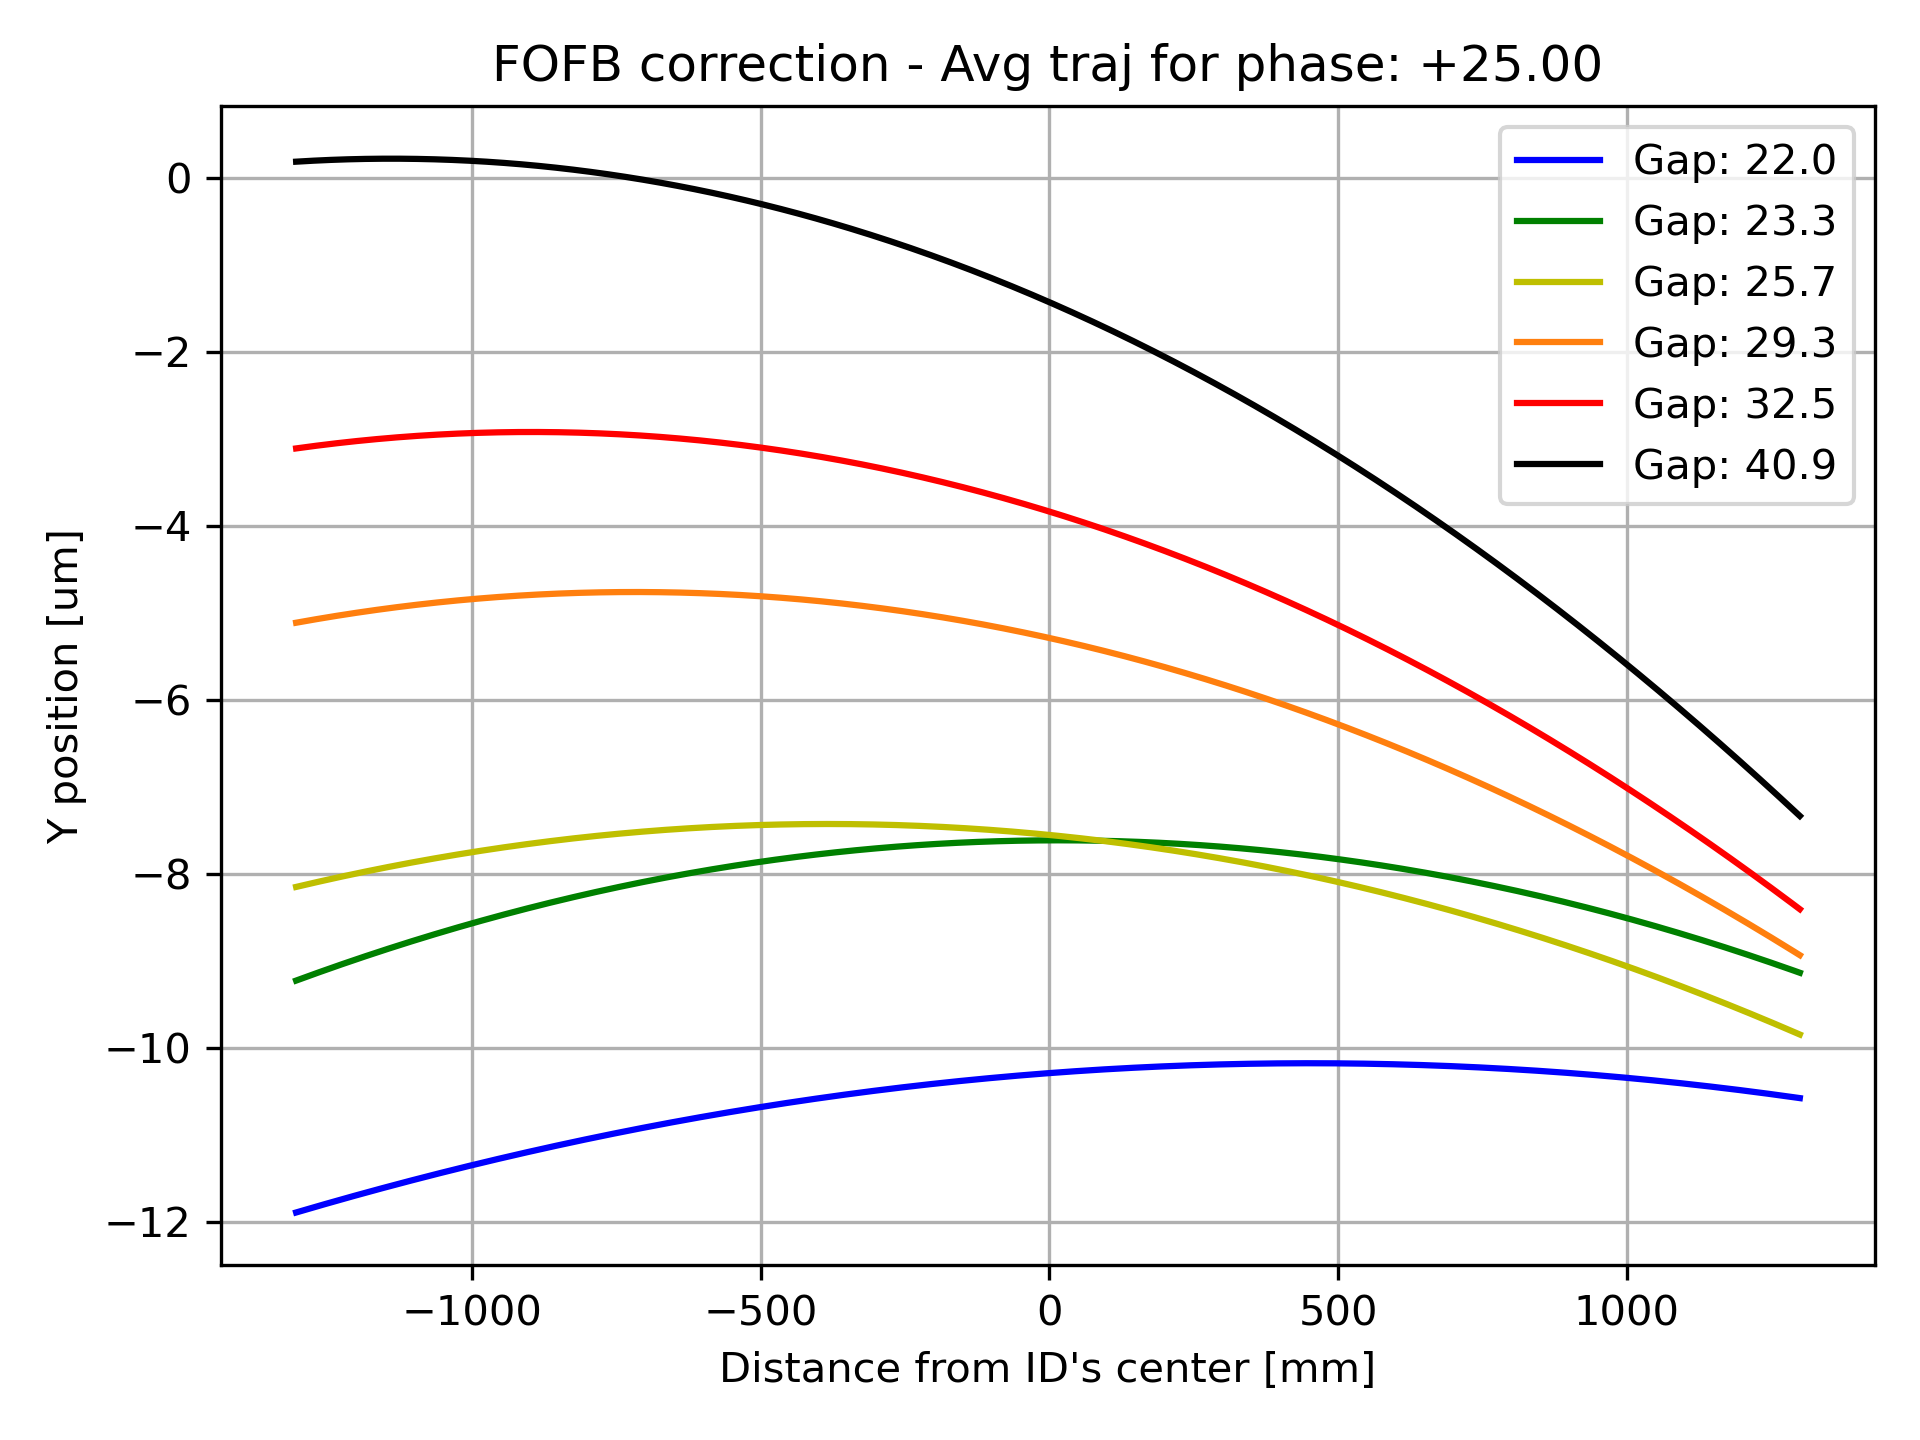 FOFB correction - Avg traj for phase: +25.00
Gap: 22.0
Gap: 23.3
Gap: 25.7
Gap: 29.3
Gap: 32.5
Gap: 40.9
0
−2
−4
−6
−8
−10
−12
Y position [um]
−1000 −500 0 500 1000
Distance from ID's center [mm]